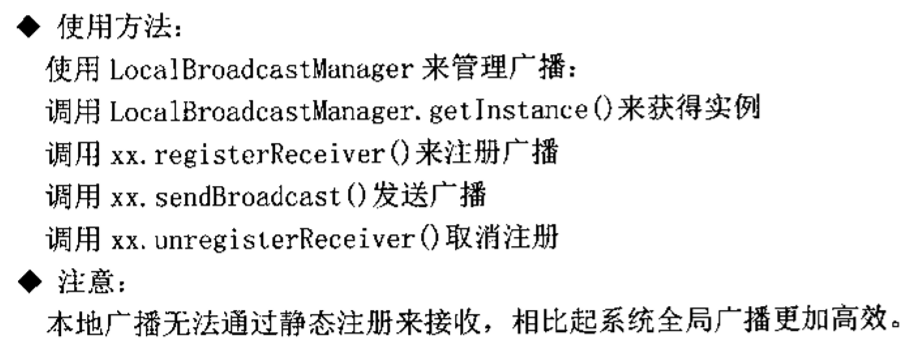 ◆ 使用方法：
使用 LocalBroadcastManager 来管理广播：
调用 LocalBroadcastManager.getInstance()来获得实例
调用 xx.registerReceiver()来注册广播
调用 xx.sendBroadcast()发送广播
调用 xx.unregisterReceiver()取消注册
◆ 注意：
本地广播无法通过静态注册来接收，相比起系统全局广播更加高效。